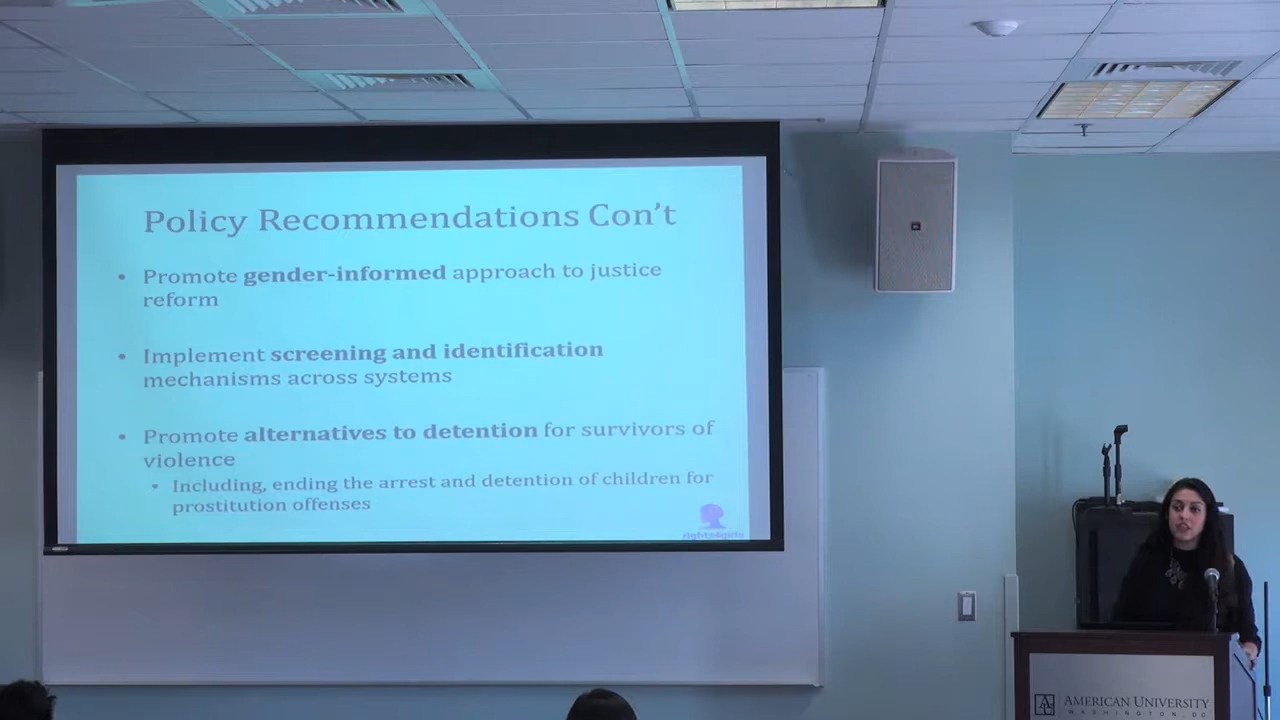 Policy Recommendations Con't
• Promote gender-informed approach to justice
reform
• Implement screening and identification
mechanisms across systems
• Promote alternatives to detention for survivors of
violence
• Including, ending the arrest and detention of children for
prostitution offenses
rights4girls
AMERICAN UNIVERSITY
WASHINGTON, DC